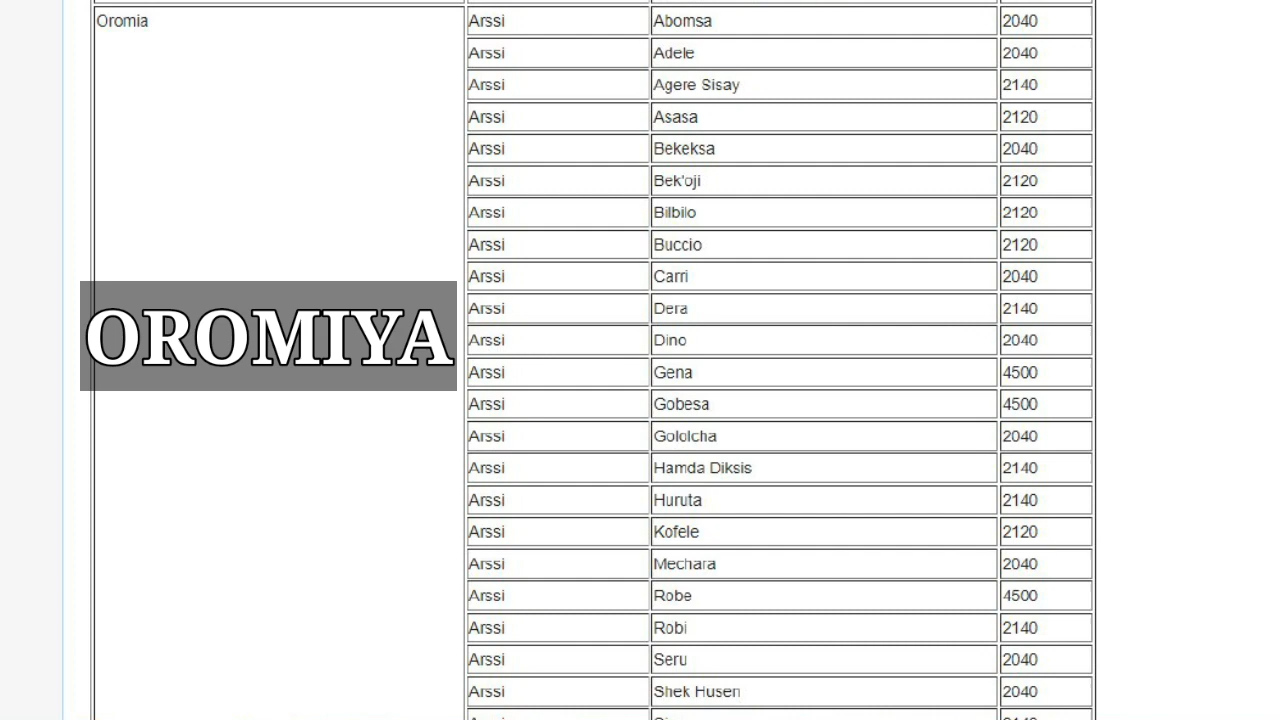 Oromia Arssi Abomsa 2040
Arssi Adele 2040
Arssi Agere Sisay 2140
Arssi Asasa 2120
Arssi Bekeksa 2040
Arssi Bek'oji 2120
Arssi Bilbilo 2120
Arssi Buccio 2120
Arssi Carri 2040
Arssi Dera 2140
OROMIYA
Arssi Dino 2040
Arssi Gena 4500
Arssi Gobesa 4500
Arssi Gololcha 2040
Arssi Hamda Diksis 2140
Arssi Huruta 2140
Arssi Kofele 2120
Arssi Mechara 2040
Arssi Robe 4500
Arssi Robi 2140
Arssi Seru 2040
Arssi Shek Husen 2040